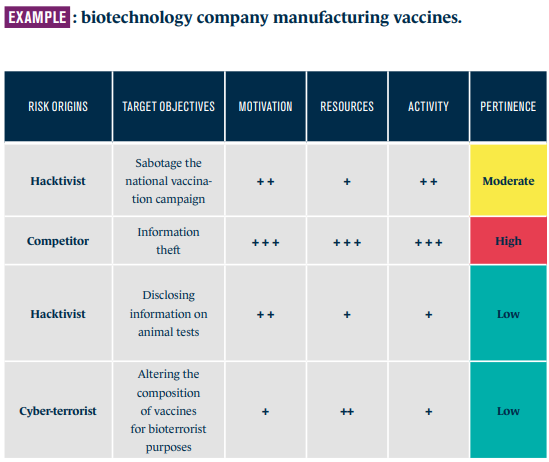 EXAMPLE : biotechnology company manufacturing vaccines.
RISK ORIGINS TARGET OBJECTIVES MOTIVATION RESOURCES ACTIVITY PERTINENCE
Sabotage the
Hacktivist national vaccina- ++ + ++ Moderate
tion campaign
Competitor Information +++ +++ +++ High
theft
Disclosing
Hacktivist information on ++ + + Low
animal tests
Altering the
composition
Cyber-terrorist of vaccines + ++ + Low
for bioterrorist
purposes